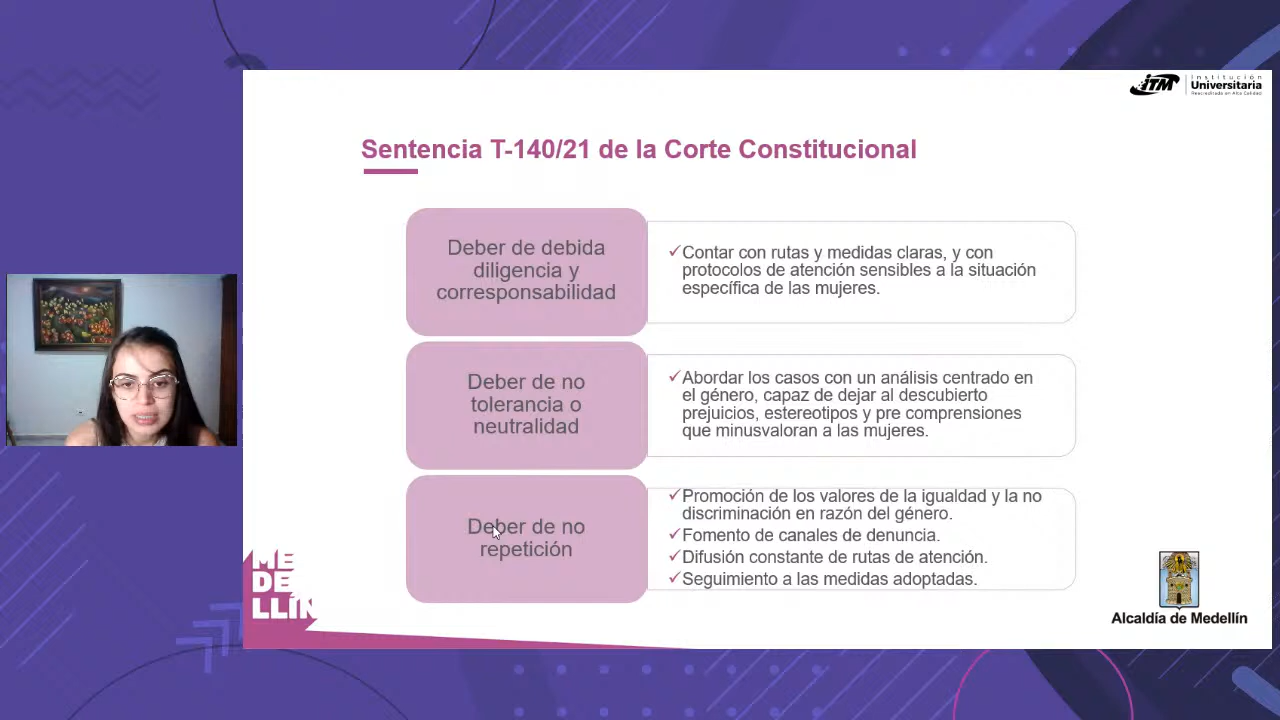 iTM
Institución
Universitaria
Reacreditada en Alta Calidad
Sentencia T-140/21 de la Corte Constitucional
Deber de debida
diligencia y
corresponsabilidad
✓Contar con rutas y medidas claras, y con
protocolos de atención sensibles a la situación
específica de las mujeres.
Deber de no
tolerancia o
neutralidad
✓Abordar los casos con un análisis centrado en
el género, capaz de dejar al descubierto
prejuicios, estereotipos y pre comprensiones
que minusvaloran a las mujeres.
Deber de no
repetición
✓Promoción de los valores de la igualdad y la no
discriminación en razón del género.
✓Fomento de canales de denuncia.
✓Difusión constante de rutas de atención.
✓Seguimiento a las medidas adoptadas.
ME
DE
LLÍN
Alcaldía de Medellín